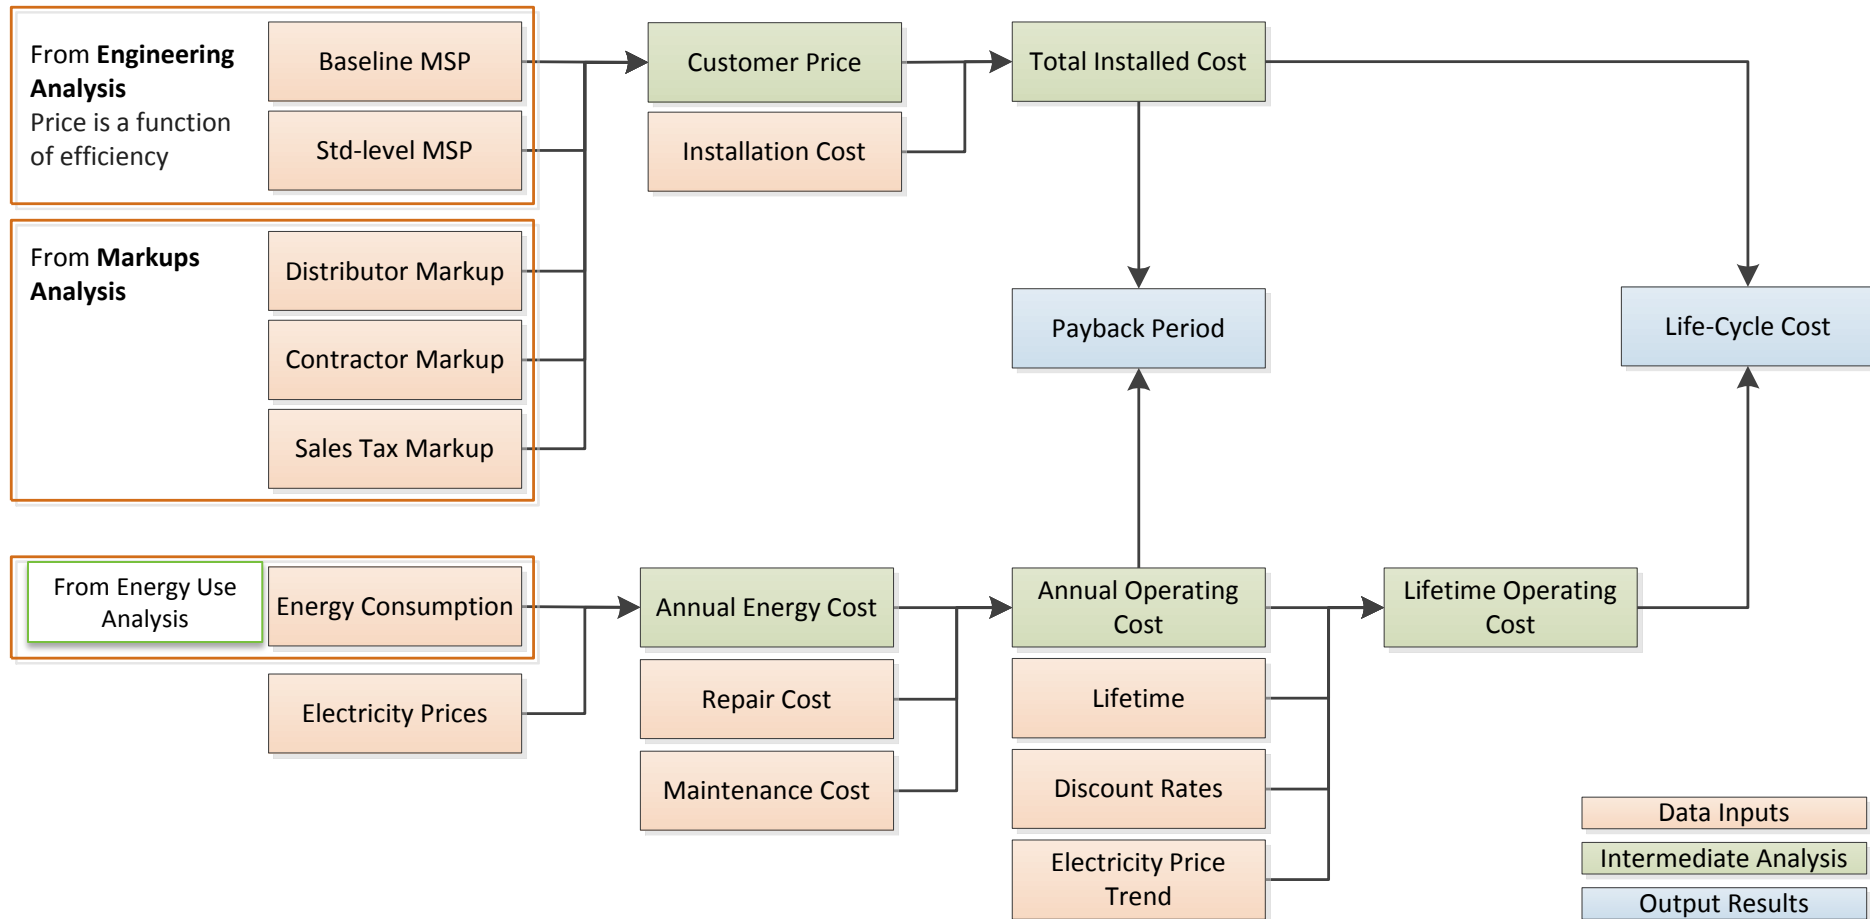 From Engineering
Analysis
Price is a function
of efficiency
Baseline MSP
Std-level MSP
Customer Price
Installation Cost
Total Installed Cost
From Markups
Analysis
Distributor Markup
Contractor Markup
Sales Tax Markup
Payback Period
Life-Cycle Cost
From Energy Use
Analysis
Energy Consumption
Electricity Prices
Annual Energy Cost
Repair Cost
Maintenance Cost
Annual Operating
Cost
Lifetime
Discount Rates
Electricity Price
Trend
Lifetime Operating
Cost
Data Inputs
Intermediate Analysis
Output Results